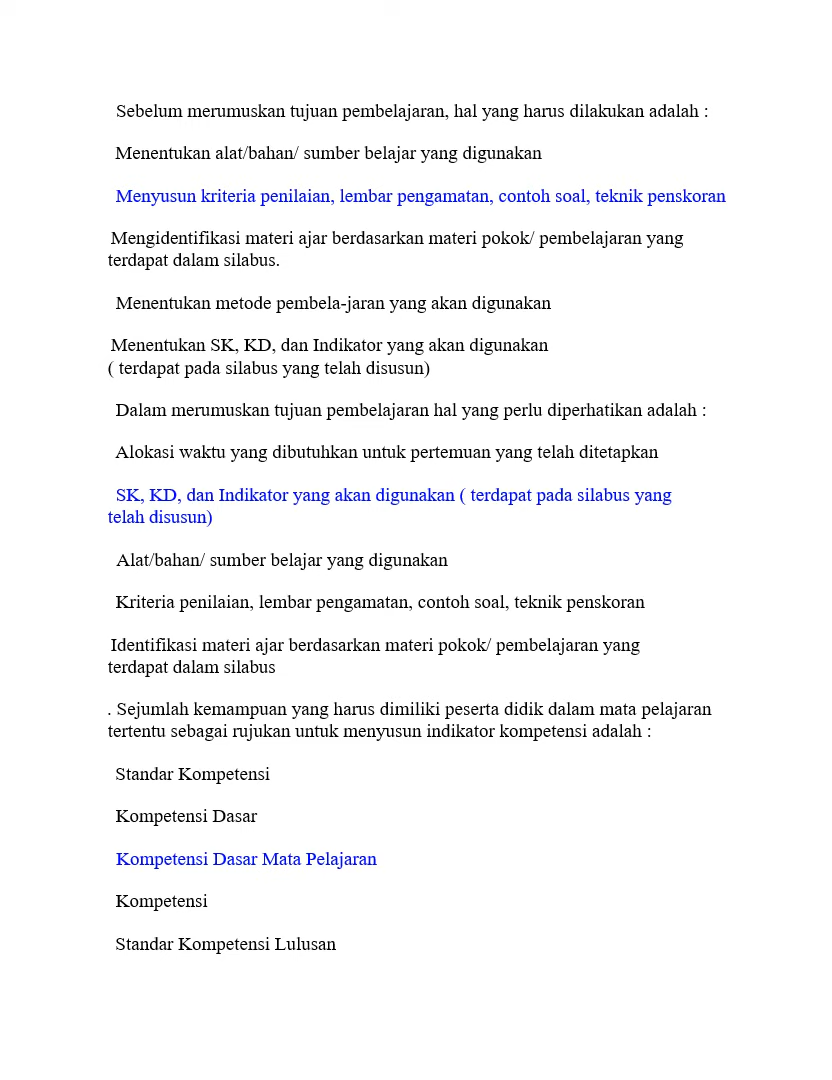 Sebelum merumuskan tujuan pembelajaran, hal yang harus dilakukan adalah :
Menentukan alat/bahan/ sumber belajar yang digunakan
Menyusun kriteria penilaian, lembar pengamatan, contoh soal, teknik penskoran
Mengidentifikasi materi ajar berdasarkan materi pokok/ pembelajaran yang
terdapat dalam silabus.
Menentukan metode pembela-jaran yang akan digunakan
Menentukan SK, KD, dan Indikator yang akan digunakan
( terdapat pada silabus yang telah disusun)
Dalam merumuskan tujuan pembelajaran hal yang perlu diperhatikan adalah :
Alokasi waktu yang dibutuhkan untuk pertemuan yang telah ditetapkan
SK, KD, dan Indikator yang akan digunakan ( terdapat pada silabus yang
telah disusun)
Alat/bahan/ sumber belajar yang digunakan
Kriteria penilaian, lembar pengamatan, contoh soal, teknik penskoran
Identifikasi materi ajar berdasarkan materi pokok/ pembelajaran yang
terdapat dalam silabus
. Sejumlah kemampuan yang harus dimiliki peserta didik dalam mata pelajaran
tertentu sebagai rujukan untuk menyusun indikator kompetensi adalah :
Standar Kompetensi
Kompetensi Dasar
Kompetensi Dasar Mata Pelajaran
Kompetensi
Standar Kompetensi Lulusan